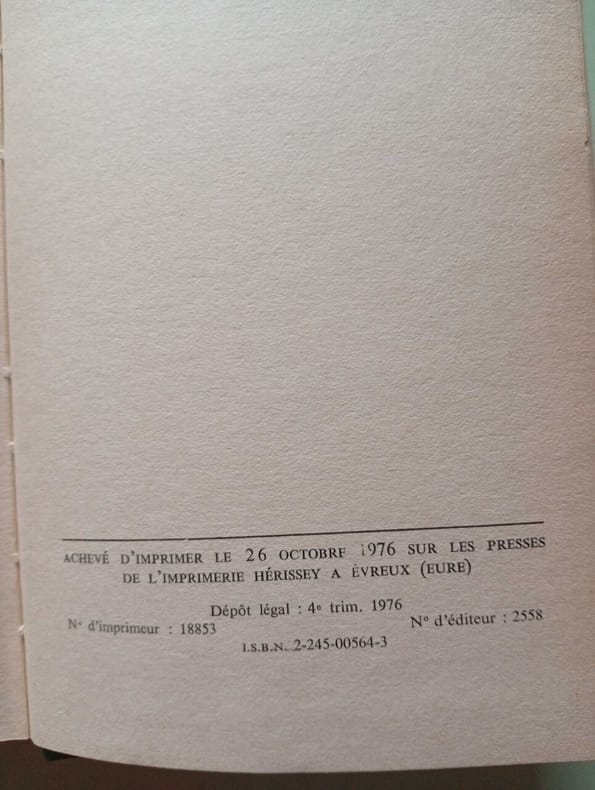 ACHEVÉ D'IMPRIMER LE 26 OCTOBRE 1976 SUR LES PRESSES
DE L'IMPRIMERIE HÉRISSEY A ÉVREUX (EURE)
Dépôt légal : 4e trim. 1976
N° d'imprimeur : 18853 N° d'éditeur : 2558
I.S.B.N. 2-245-00564-3